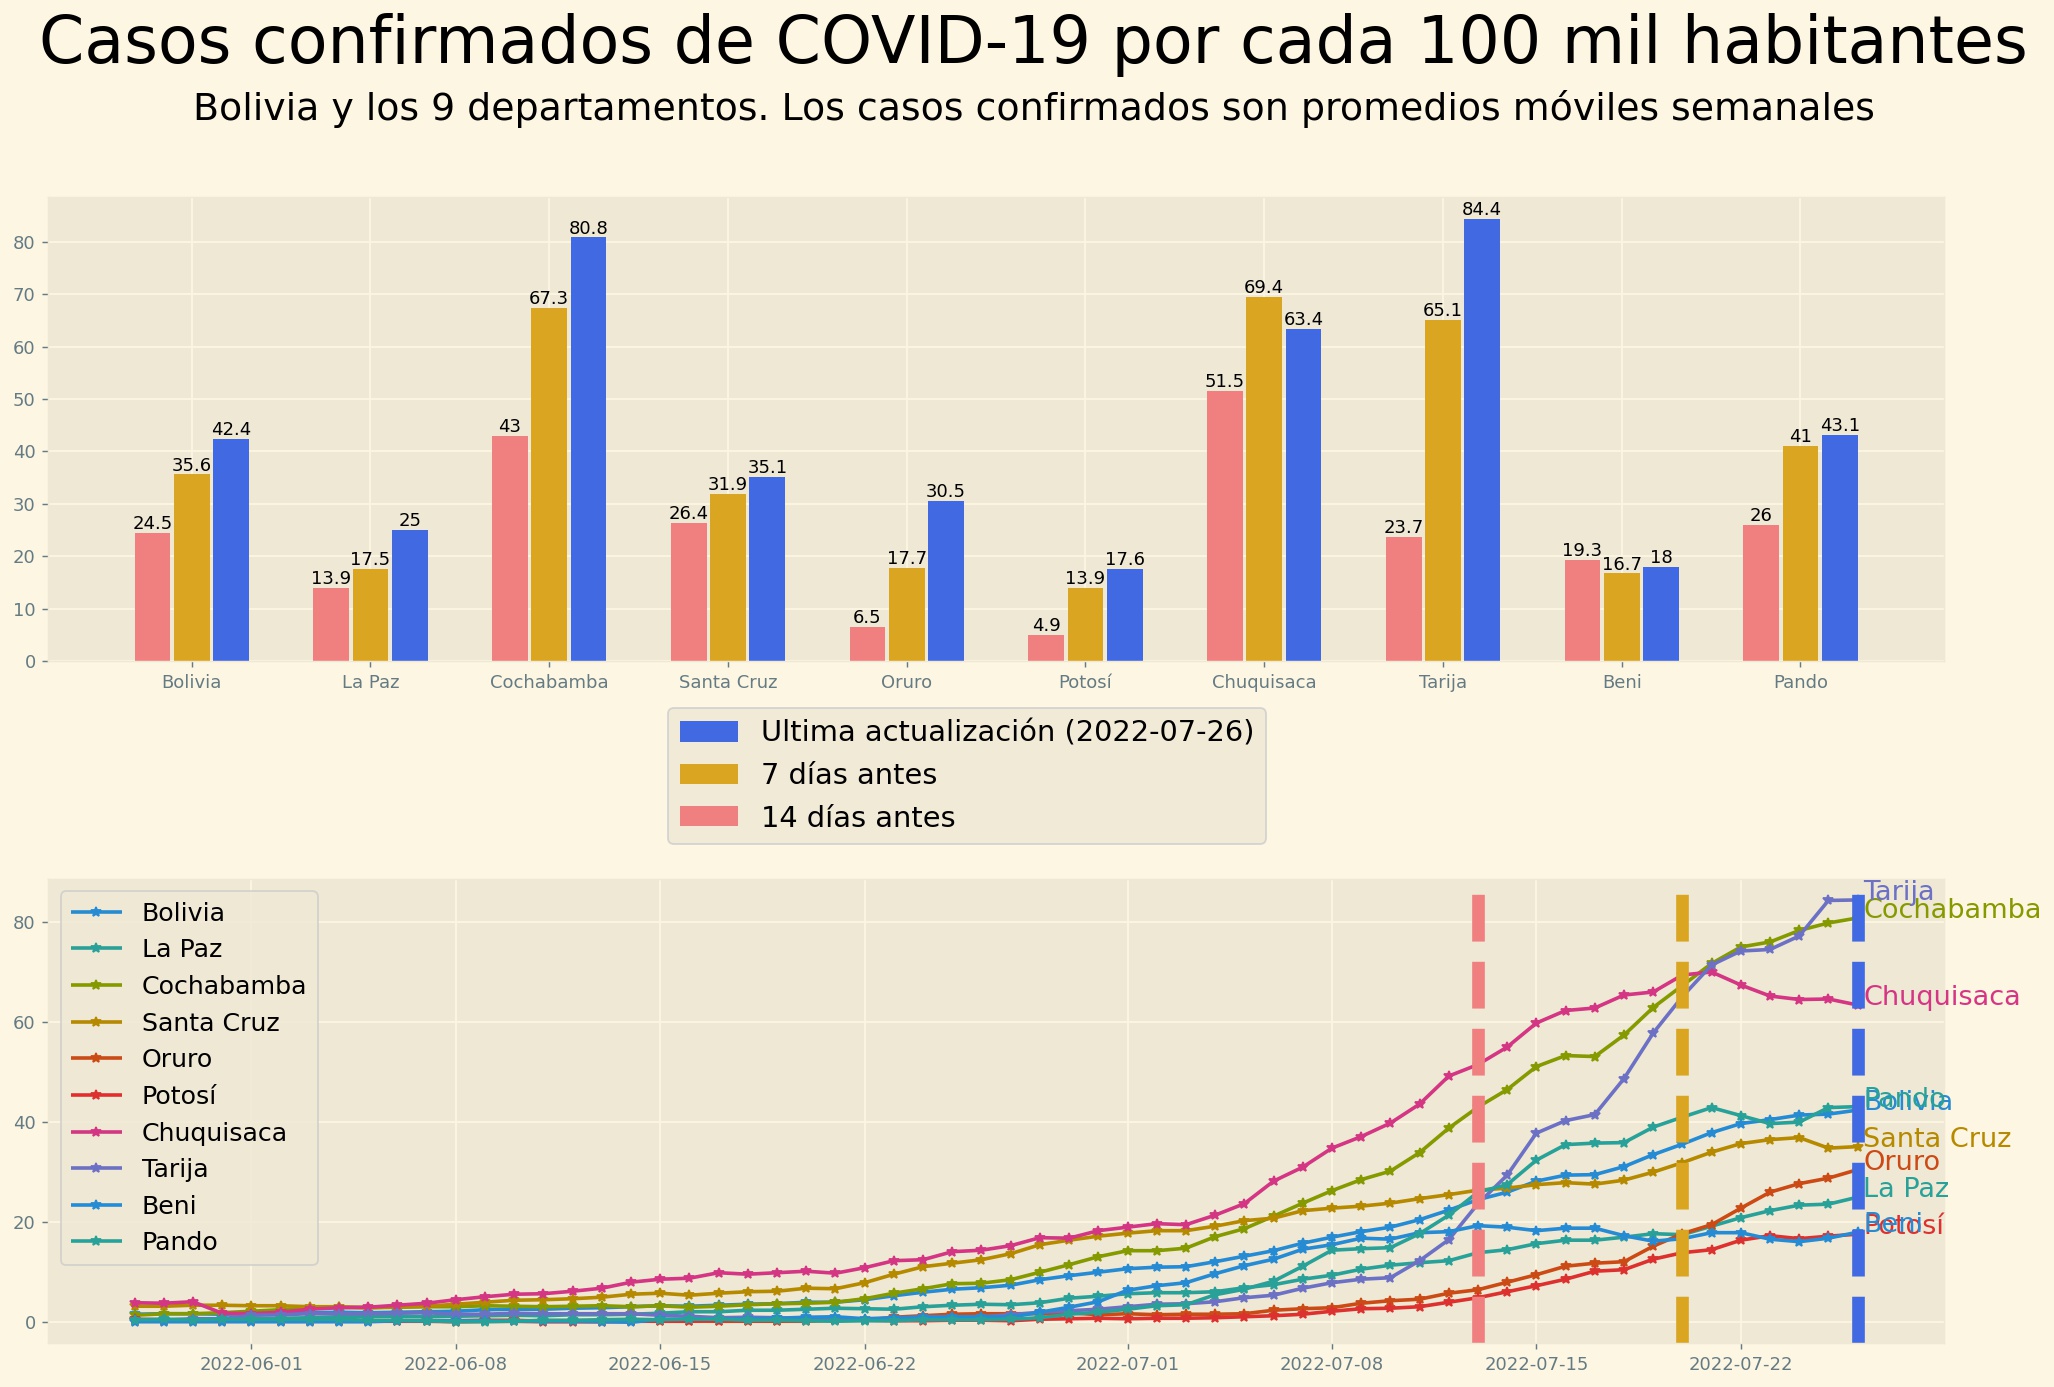 Casos confirmados de COVID-19 por cada 100 mil habitantes
Bolivia y los 9 departamentos. Los casos confirmados son promedios móviles semanales
80
70
60
50
40
30
20
10
0
24.5 35.6 42.4
13.9 17.5 25
43 67.3 80.8
26.4 31.9 35.1
6.5 17.7 30.5
4.9 13.9 17.6
51.5 69.4 63.4
23.7 65.1 84.4
19.3 16.7 18
26 41 43.1
Bolivia La Paz Cochabamba Santa Cruz Oruro Potosí Chuquisaca Tarija Beni Pando
Ultima actualización (2022-07-26)
7 días antes
14 días antes
80
60
40
20
0
Bolivia
La Paz
Cochabamba
Santa Cruz
Oruro
Potosí
Chuquisaca
Tarija
Beni
Pando
Tarija
Cochabamba
Chuquisaca
Pando
Bolivia
Santa Cruz
Oruro
La Paz
Beni
Potosí
2022-06-01 2022-06-08 2022-06-15 2022-06-22 2022-07-01 2022-07-08 2022-07-15 2022-07-22